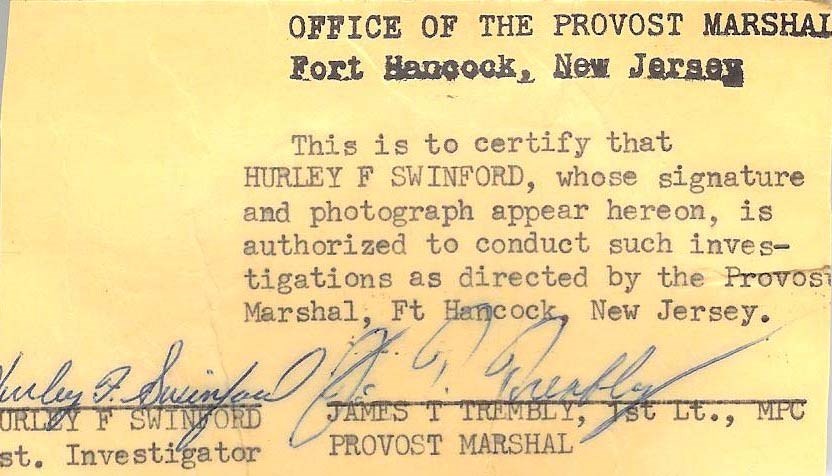 OFFICE OF THE PROVOST MARSHAL
Fort Hancock, New Jersey
This is to certify that
HURLEY F SWINFORD, whose signature
and photograph appear hereon, is
authorized to conduct such inves-
tigations as directed by the Provost
Marshal, Ft Hancock, New Jersey.
Hurley F. Swinford J. T. Trembly
URLEY F SWINFORD JAMES T TREMBLY, 1st Lt., MPC
st. Investigator PROVOST MARSHAL